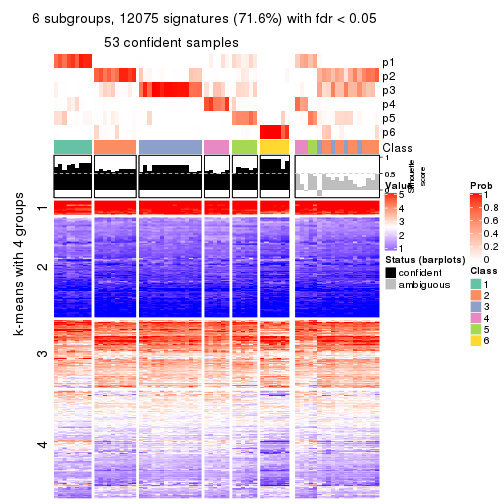 6 subgroups, 12075 signatures (71.6%) with fdr < 0.05
53 confident samples
p1
p2
p3
p4
p5
p6
Class
1
0.5
0
Silhouette
score
k-means with 4 groups
1
2
3
4
Value
5
4
3
2
1
Status (barplots)
confident
ambiguous
Prob
1
0.8
0.6
0.4
0.2
0
Class
1
2
3
4
5
6